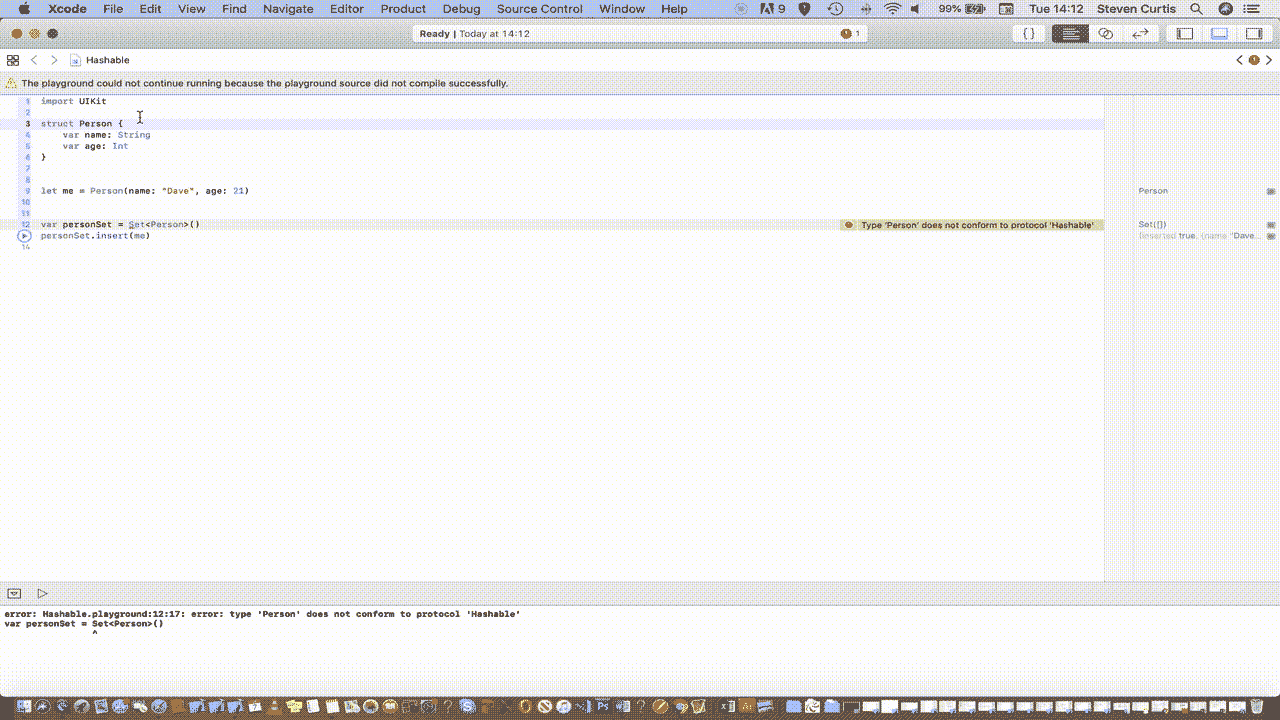 Xcode File Edit View Find Navigate Editor Product Debug Source Control Window Help 9 99% Tue 14:12 Steven Curtis
Ready | Today at 14:12 1
{ }
Hashable
The playground could not continue running because the playground source did not compile successfully.
1 import UIKit
2
3 struct Person {
4 var name: String
5 var age: Int
6 }
7
8
9 let me = Person(name: "Dave", age: 21) Person
10
11
12 var personSet = Set<Person>() Type 'Person' does not conform to protocol 'Hashable' Set([])
personSet.insert(me) (inserted true, {name "Dave...
14
error: Hashable.playground:12:17: error: type 'Person' does not conform to protocol 'Hashable'
var personSet = Set<Person>()
^